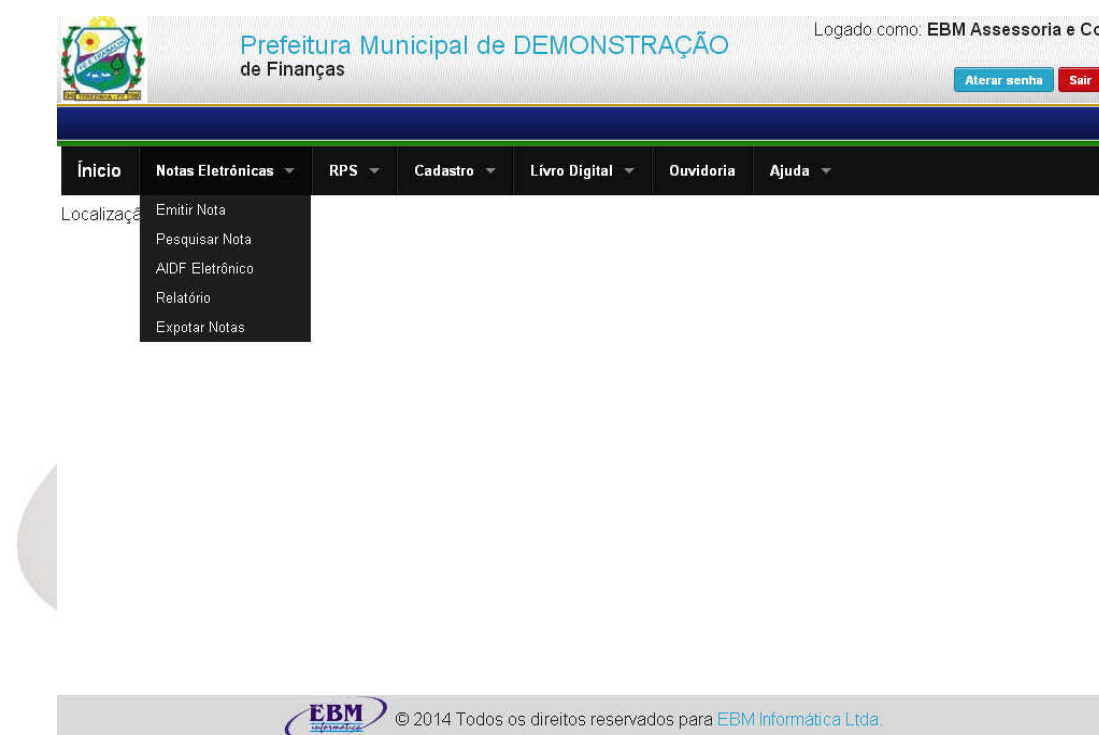 Logado como: EBM Assessoria e Co
Prefeitura Municipal de DEMONSTRAÇÃO
de Finanças
Aterar senha Sair
Ínicio Notas Eletrônicas RPS Cadastro Lívro Digital Ouvidoria Ajuda
Localizaçã
Emitir Nota
Pesquisar Nota
AIDF Eletrônico
Relatório
Expotar Notas
EBM
informática
© 2014 Todos os direitos reservados para EBM Informática Ltda.